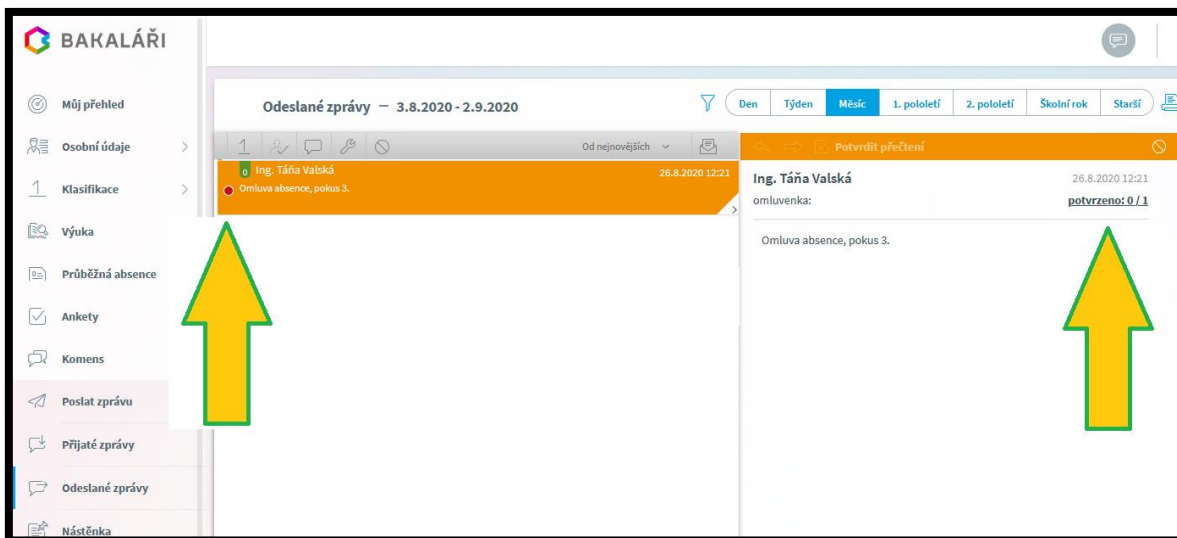 BAKALÁŘI
Můj přehled
Osobní údaje
Klasifikace
Výuka
Průběžná absence
Ankety
Komens
Poslat zprávu
Přijaté zprávy
Odeslané zprávy
Nástěnka
Odeslané zprávy – 3.8.2020 - 2.9.2020
Den Týden Měsíc 1. pololetí 2. pololetí Školní rok Starší
1 Od nejnovějších
0 Ing. Táňa Valská 26.8.2020 12:21
Omluva absence, pokus 3.
Potvrdit přečtení
Ing. Táňa Valská 26.8.2020 12:21
omluvenka: potvrzeno: 0 / 1
Omluva absence, pokus 3.